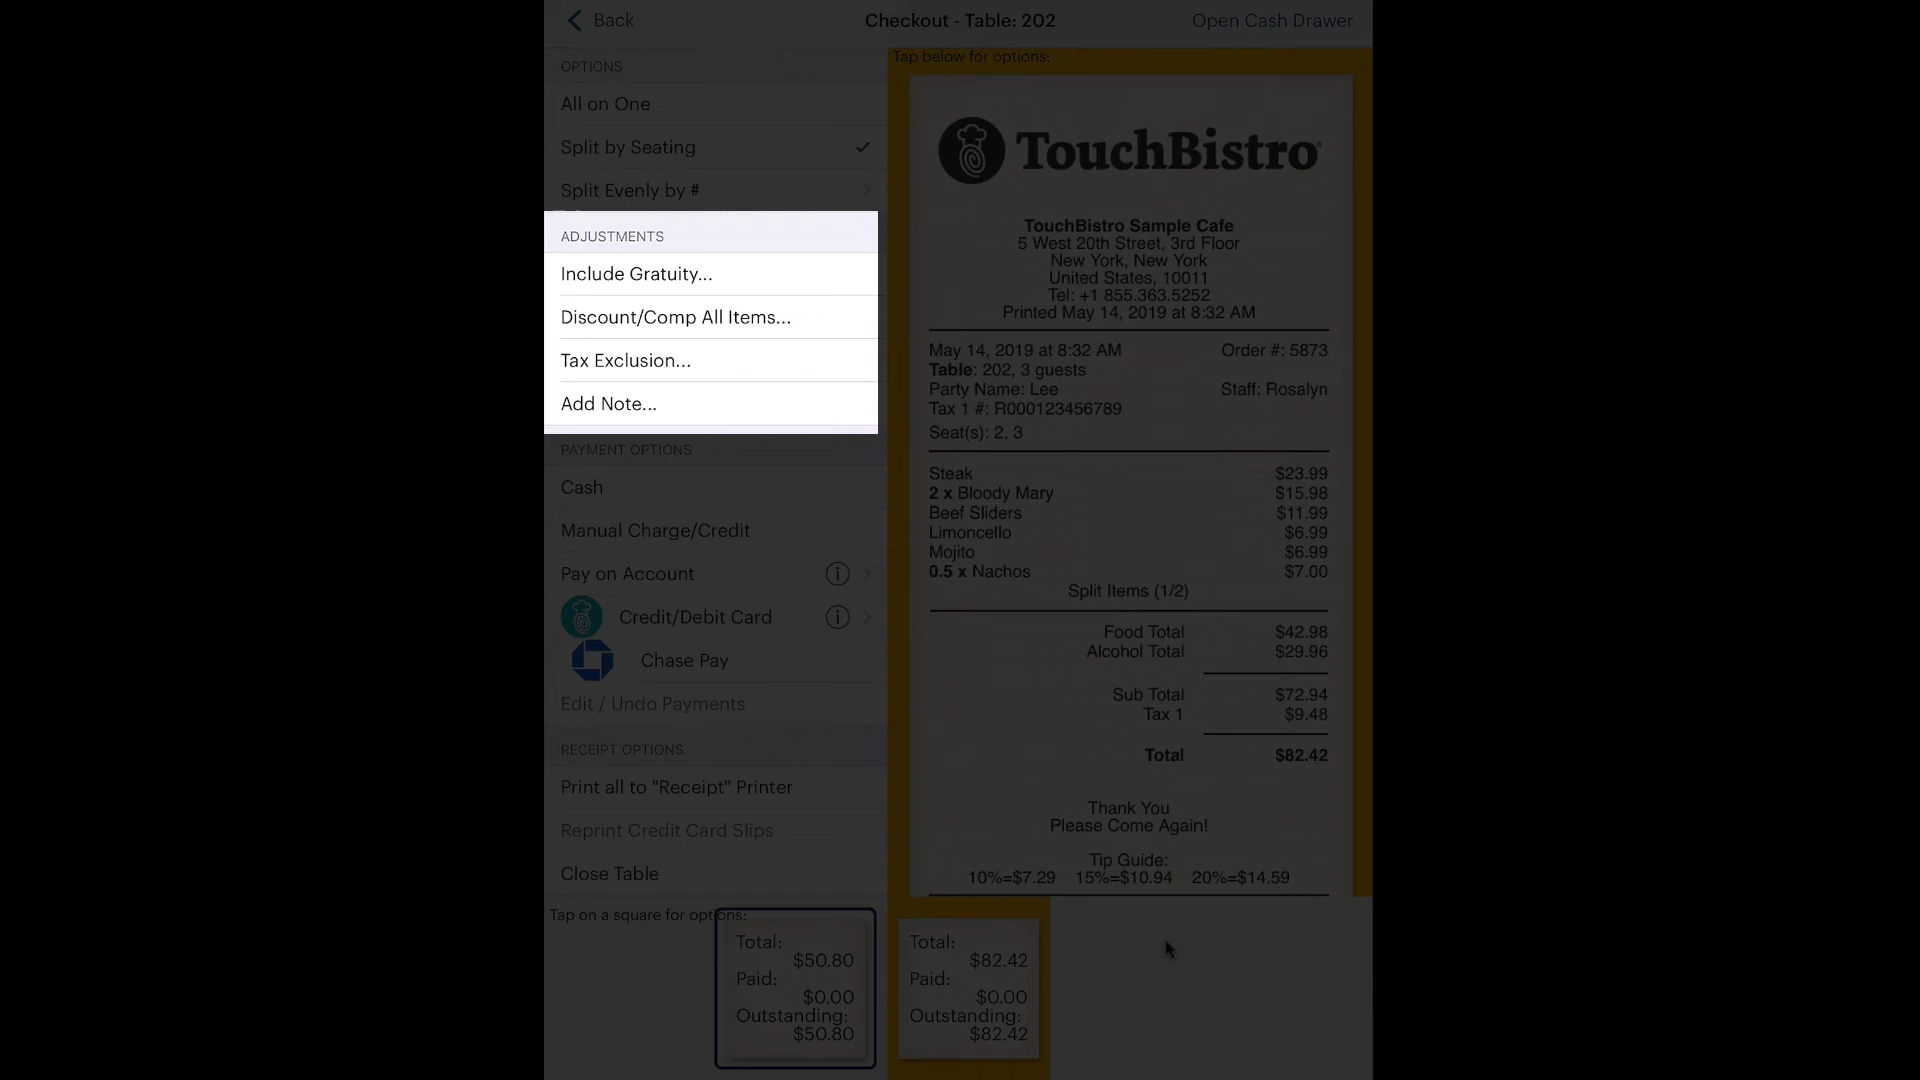 Back
Checkout - Table: 202
Open Cash Drawer
OPTIONS
All on One
Split by Seating
Split Evenly by #
ADJUSTMENTS
Include Gratuity...
Discount/Comp All Items...
Tax Exclusion...
Add Note...
PAYMENT OPTIONS
Cash
Manual Charge/Credit
Pay on Account
Credit/Debit Card
Chase Pay
Edit / Undo Payments
RECEIPT OPTIONS
Print all to "Receipt" Printer
Reprint Credit Card Slips
Close Table
Tap below for options:
TouchBistro
TouchBistro Sample Cafe
5 West 20th Street, 3rd Floor
New York, New York
United States, 10011
Tel: +1 855.363.5252
Printed May 14, 2019 at 8:32 AM
May 14, 2019 at 8:32 AM Order #: 5873
Table: 202, 3 guests
Party Name: Lee Staff: Rosalyn
Tax 1 #: R000123456789
Seat(s): 2, 3
Steak $23.99
2 x Bloody Mary $15.98
Beef Sliders $11.99
Limoncello $6.99
Mojito $6.99
0.5 x Nachos $7.00
Split Items (1/2)
Food Total $42.98
Alcohol Total $29.96
Sub Total $72.94
Tax 1 $9.48
Total $82.42
Thank You
Please Come Again!
Tip Guide:
10%=$7.29 15%=$10.94 20%=$14.59
Tap on a square for options:
Total:
$50.80
Paid:
$0.00
Outstanding:
$50.80
Total:
$82.42
Paid:
$0.00
Outstanding:
$82.42